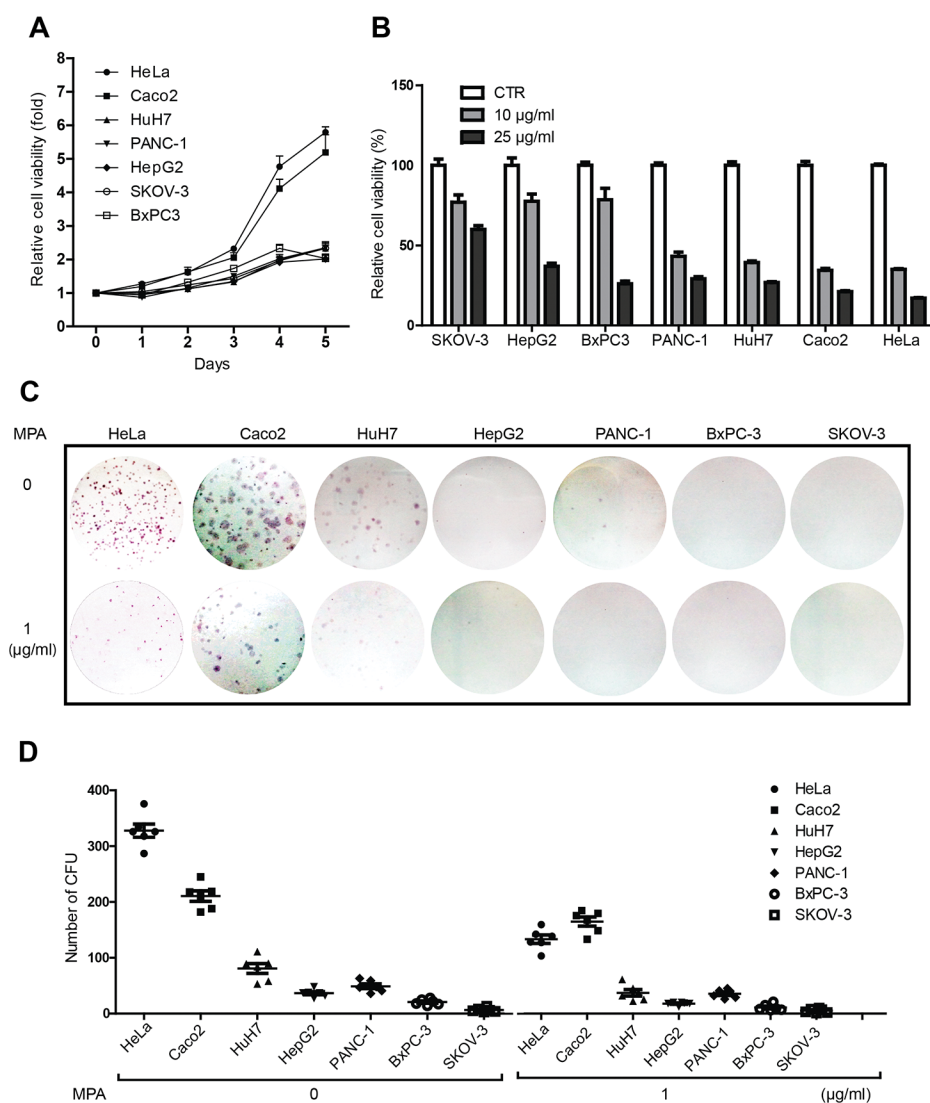 A
8
7
6
5
4
3
2
1
0
Relative cell viability (fold)
HeLa
Caco2
HuH7
PANC-1
HepG2
SKOV-3
BxPC3
0 1 2 3 4 5
Days
B
150
100
50
0
Relative cell viability (%)
CTR
10 µg/ml
25 µg/ml
SKOV-3 HepG2 BxPC3 PANC-1 HuH7 Caco2 HeLa
C
MPA HeLa Caco2 HuH7 HepG2 PANC-1 BxPC-3 SKOV-3
0
1
(µg/ml)
D
400
300
200
100
0
Number of CFU
HeLa
Caco2
HuH7
HepG2
PANC-1
BxPC-3
SKOV-3
HeLa Caco2 HuH7 HepG2 PANC-1 BxPC-3 SKOV-3 HeLa Caco2 HuH7 HepG2 PANC-1 BxPC-3 SKOV-3
MPA 0 1 (µg/ml)